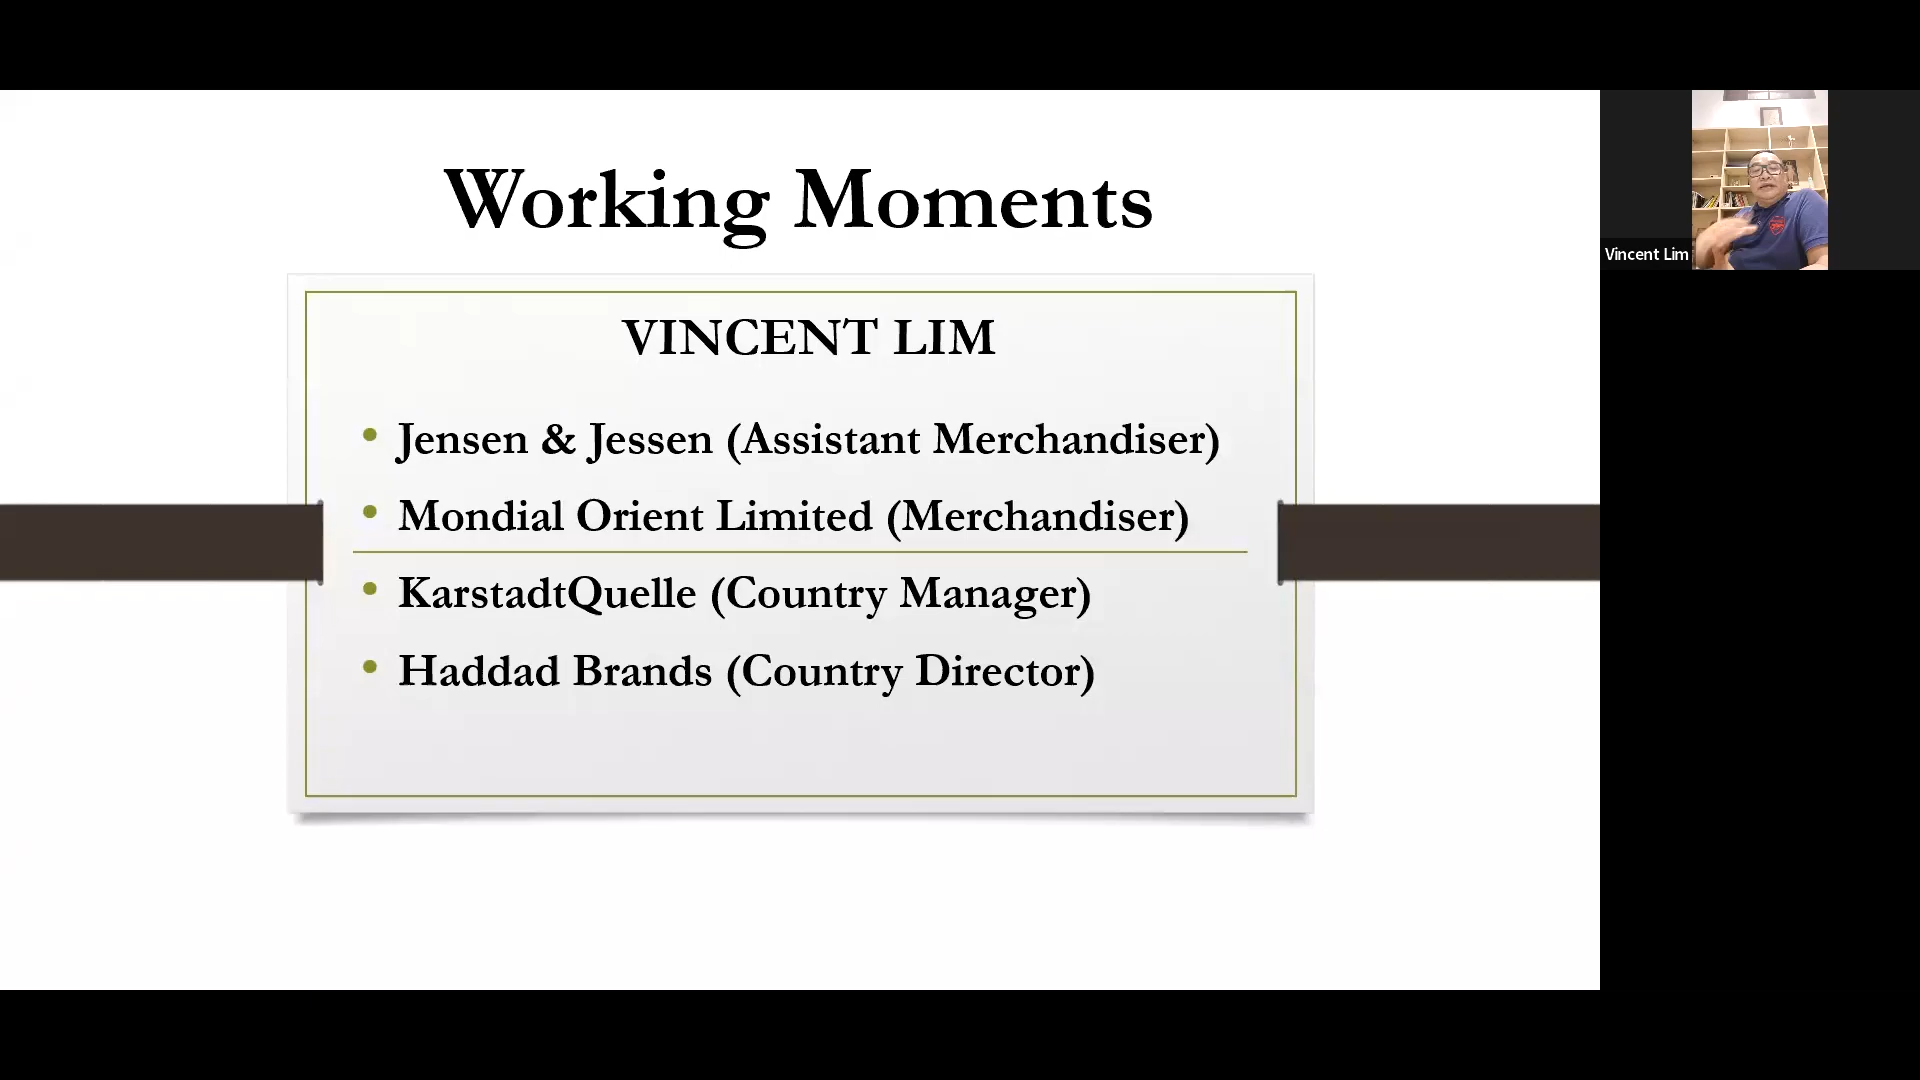 Working Moments
VINCENT LIM
• Jensen & Jessen (Assistant Merchandiser)
• Mondial Orient Limited (Merchandiser)
• KarstadtQuelle (Country Manager)
• Haddad Brands (Country Director)
Vincent Lim